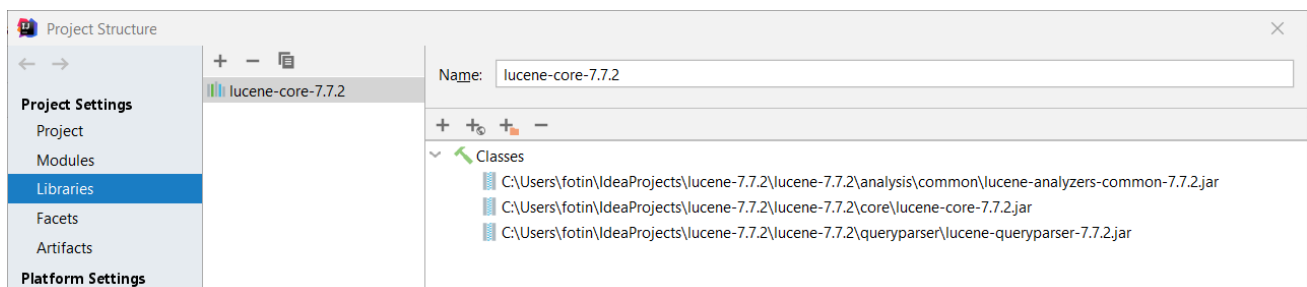 Project Structure
Project Settings
Project
Modules
Libraries
Facets
Artifacts
Platform Settings
lucene-core-7.7.2
Name: lucene-core-7.7.2
Classes
C:\Users\fotin\IdeaProjects\lucene-7.7.2\lucene-7.7.2\analysis\common\lucene-analyzers-common-7.7.2.jar
C:\Users\fotin\IdeaProjects\lucene-7.7.2\lucene-7.7.2\core\lucene-core-7.7.2.jar
C:\Users\fotin\IdeaProjects\lucene-7.7.2\lucene-7.7.2\queryparser\lucene-queryparser-7.7.2.jar